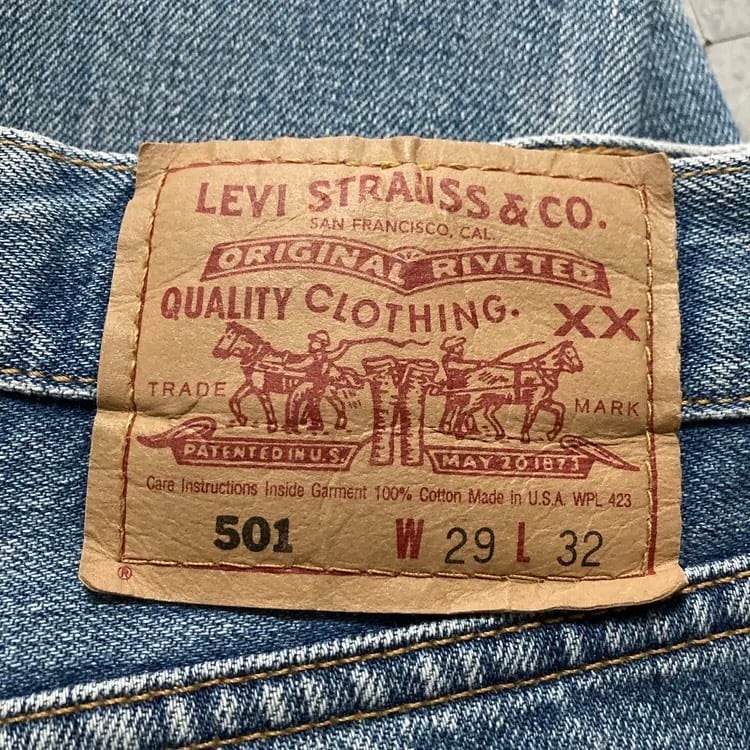 LEVI STRAUSS & CO.
SAN FRANCISCO, CAL.
ORIGINAL RIVETED
QUALITY CLOTHING. XX
TRADE MARK
PATENTED IN U.S. MAY 20 1873
Care Instructions Inside Garment 100% Cotton Made in U.S.A. WPL 423
501 W 29 L 32
®